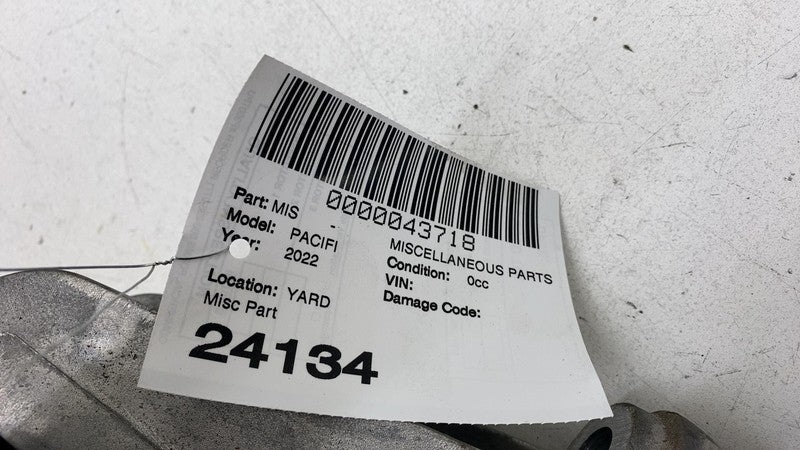 0000043718
Part: MIS -
MISCELLANEOUS PARTS
Model: PACIFI
Condition: 0cc
Year: 2022
VIN:
Location: YARD
Damage Code:
Misc Part
24134